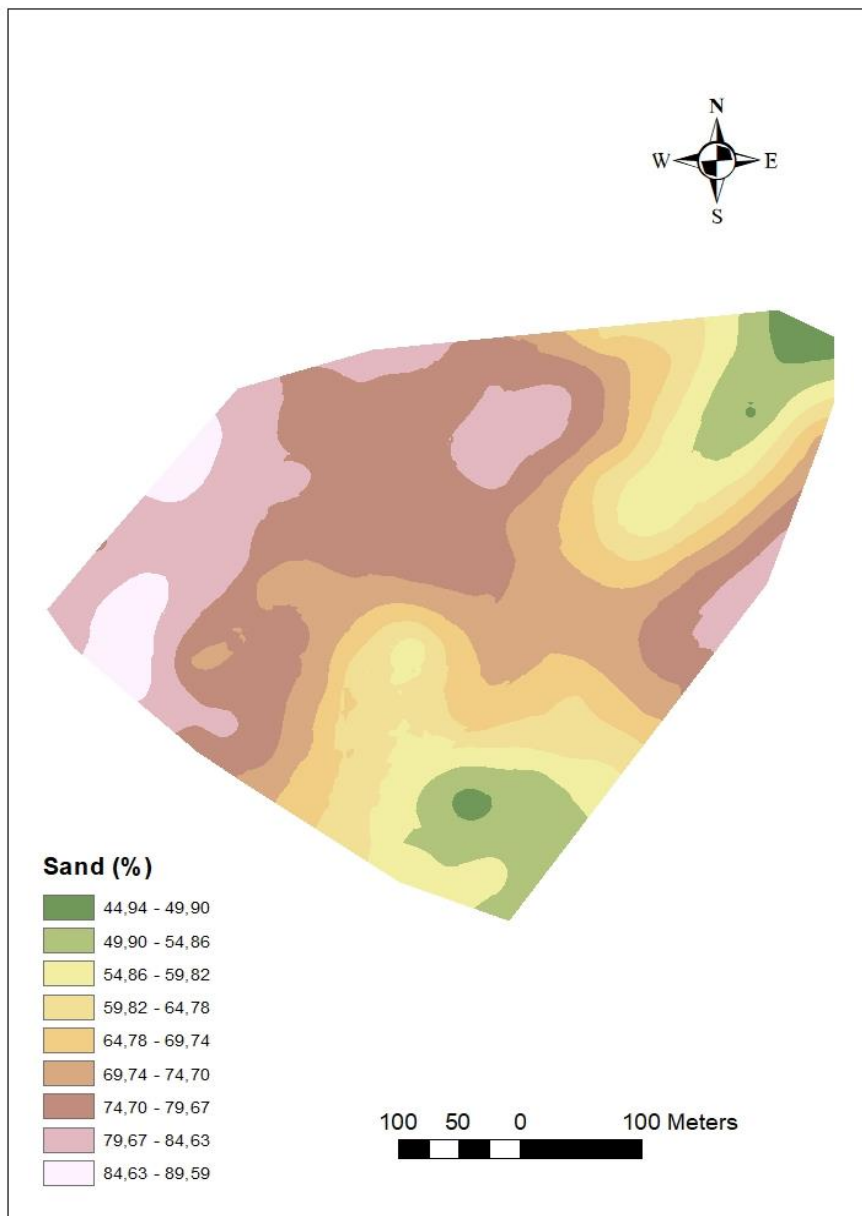 N
W E
S
Sand (%)
44,94 - 49,90
49,90 - 54,86
54,86 - 59,82
59,82 - 64,78
64,78 - 69,74
69,74 - 74,70
74,70 - 79,67
79,67 - 84,63
84,63 - 89,59
100 50 0 100 Meters